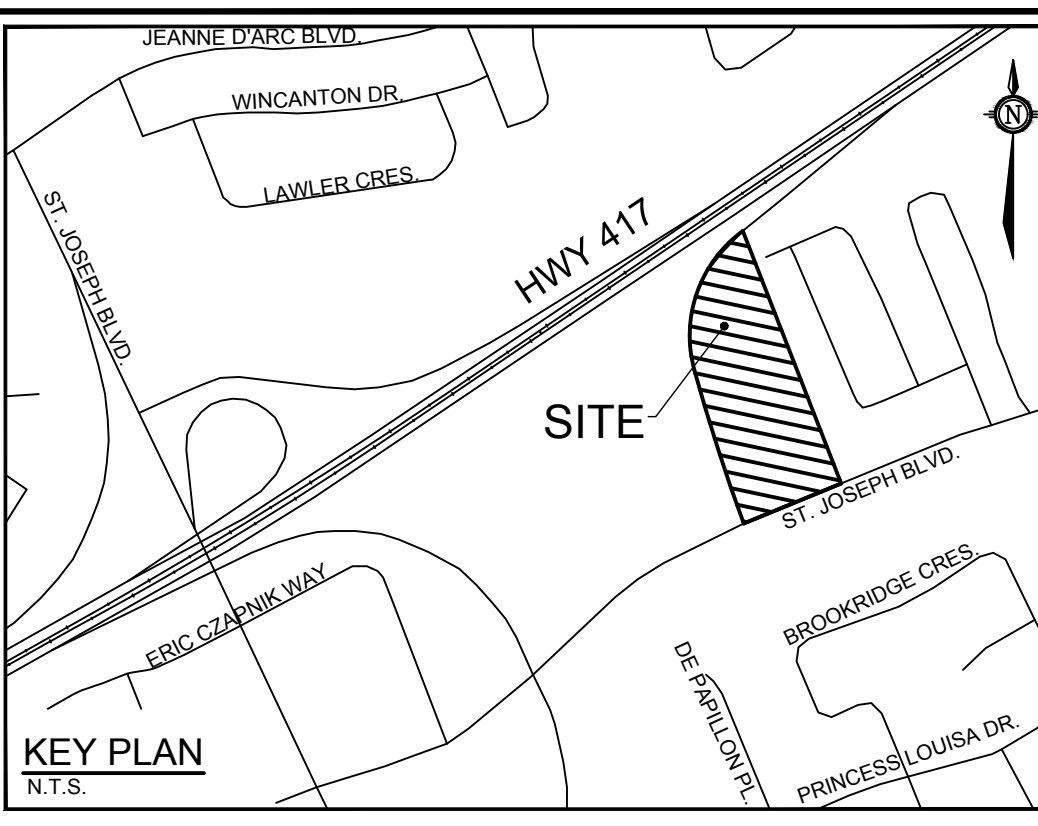 JEANNE D'ARC BLVD.
WINCANTON DR.
N
LAWLER CRES.
ST. JOSEPH BLVD.
HWY 417
SITE
ST. JOSEPH BLVD.
BROOKRIDGE CRES.
ERIC CZAPNIK WAY
DE PAPILLON PL.
PRINCESS LOUISA DR.
KEY PLAN
N.T.S.